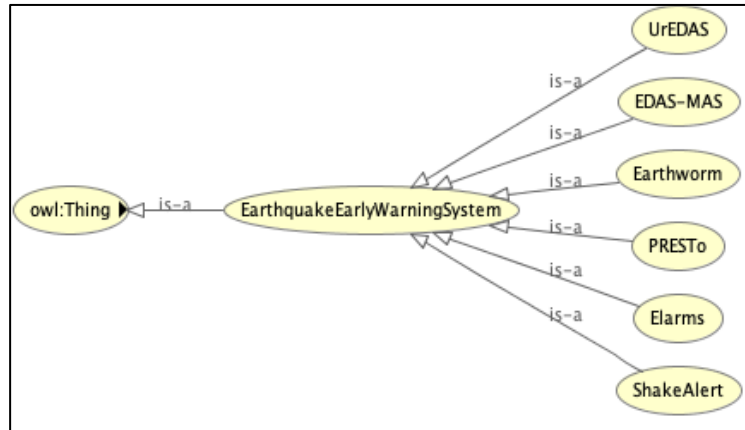 UrEDAS
is-a
EDAS-MAS
is-a
Earthworm
is-a
owl:Thing
is-a
EarthquakeEarlyWarningSystem
is-a
PRESTo
is-a
Elarms
is-a
ShakeAlert